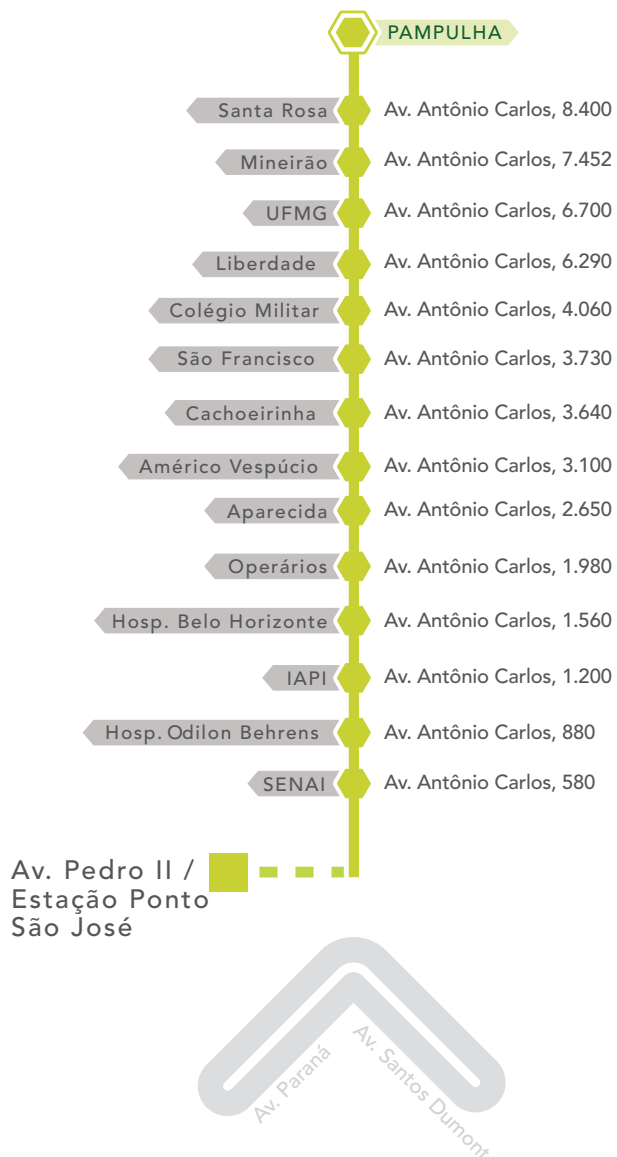 PAMPULHA
Santa Rosa Av. Antônio Carlos, 8.400
Mineirão Av. Antônio Carlos, 7.452
UFMG Av. Antônio Carlos, 6.700
Liberdade Av. Antônio Carlos, 6.290
Colégio Militar Av. Antônio Carlos, 4.060
São Francisco Av. Antônio Carlos, 3.730
Cachoeirinha Av. Antônio Carlos, 3.640
Américo Vespúcio Av. Antônio Carlos, 3.100
Aparecida Av. Antônio Carlos, 2.650
Operários Av. Antônio Carlos, 1.980
Hosp. Belo Horizonte Av. Antônio Carlos, 1.560
IAPI Av. Antônio Carlos, 1.200
Hosp. Odilon Behrens Av. Antônio Carlos, 880
SENAI Av. Antônio Carlos, 580
Av. Pedro II /
Estação Ponto
São José
Av. Paraná
Av. Santos Dumont